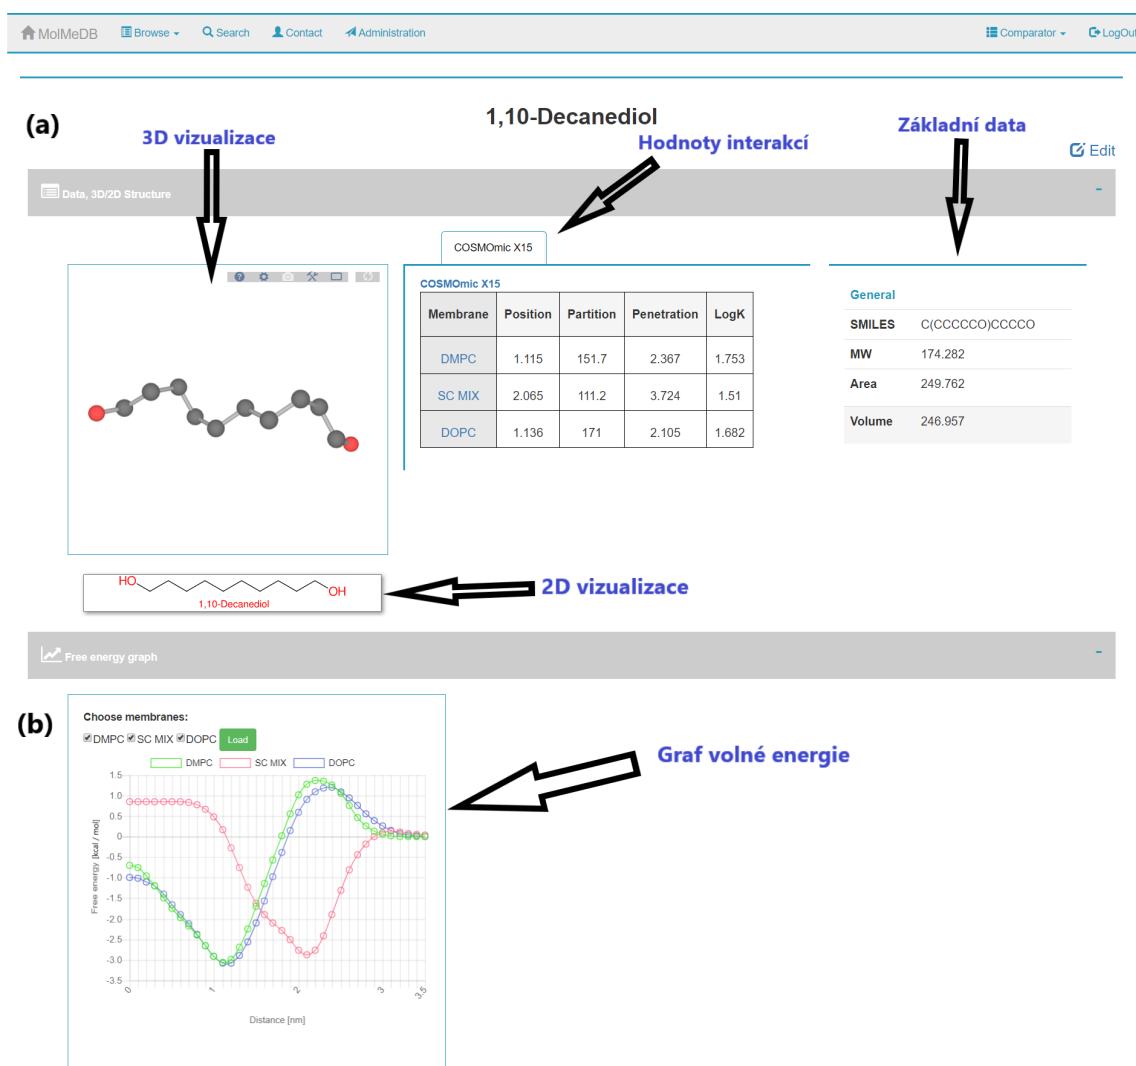 MolMeDB Browse Search Contact Administration Comparator LogOut
1,10-Decanediol
(a)
3D vizualizace
Hodnoty interakcí
Základní data
Edit
Data, 3D/2D Structure
-
COSMOmic X15
COSMOmic X15
Membrane Position Partition Penetration LogK
DMPC 1.115 151.7 2.367 1.753
SC MIX 2.065 111.2 3.724 1.51
DOPC 1.136 171 2.105 1.682
General
SMILES C(CCCCCO)CCCCO
MW 174.282
Area 249.762
Volume 246.957
HO
OH
1,10-Decanediol
2D vizualizace
Free energy graph
-
(b)
Choose membranes:
DMPC SC MIX DOPC Load
DMPC SC MIX DOPC
Graf volné energie
1.5
1.0
0.5
0
-0.5
-1.0
-1.5
-2.0
-2.5
-3.0
-3.5
Free energy [kcal / mol]
0 1 2 3 3.5
Distance [nm]